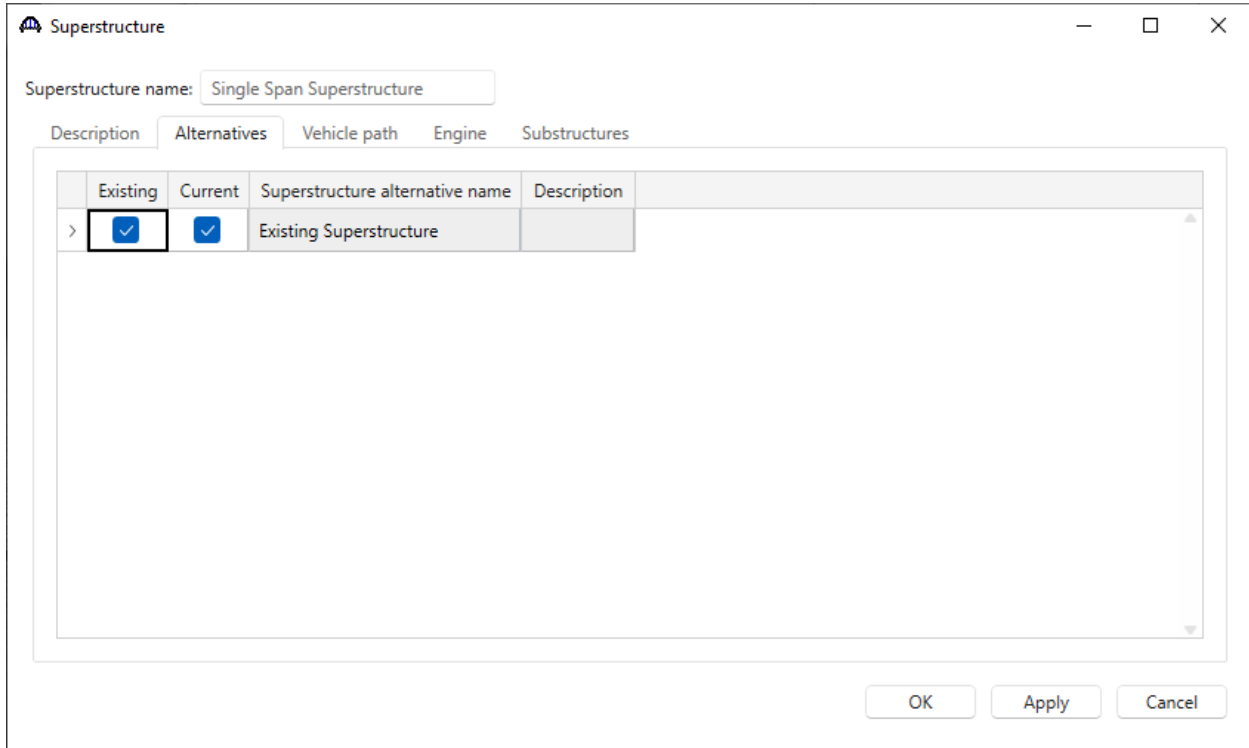 Superstructure
Superstructure name: Single Span Superstructure
Description Alternatives Vehicle path Engine Substructures
Existing Current Superstructure alternative name Description
Existing Superstructure
OK Apply Cancel